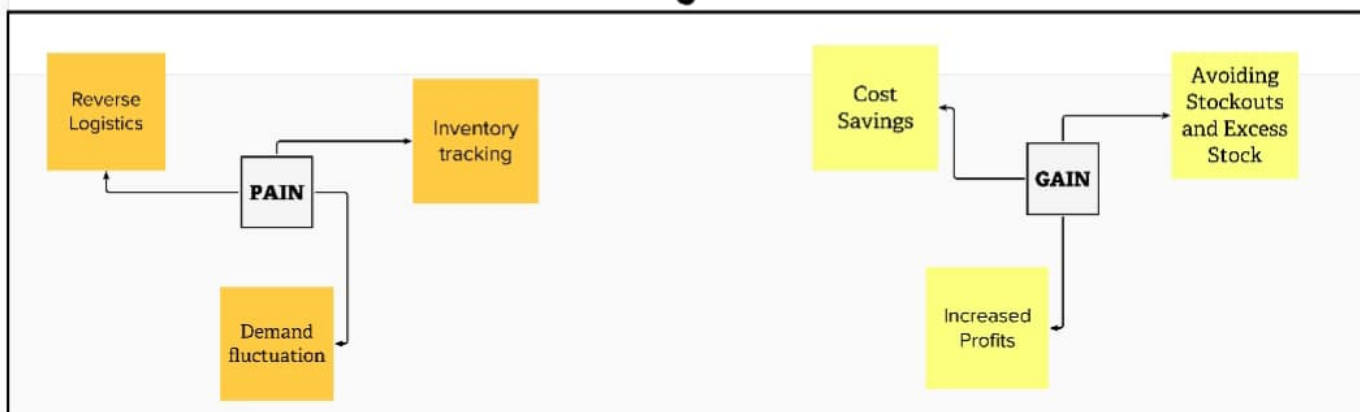 Reverse
Logistics
PAIN
Inventory
tracking
Demand
fluctuation
Cost
Savings
GAIN
Avoiding
Stockouts
and Excess
Stock
Increased
Profits